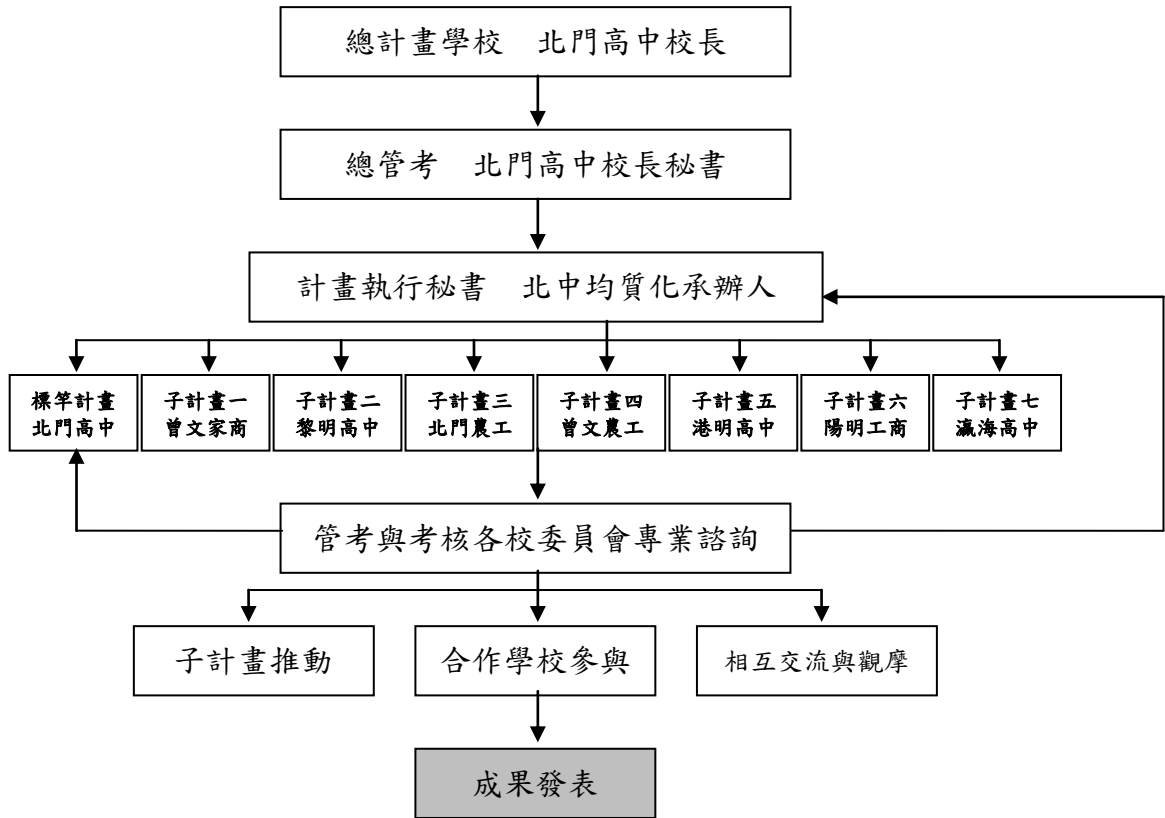 總計畫學校　北門高中校長
總管考　北門高中校長秘書
計畫執行秘書　北中均質化承辦人
標竿計畫
北門高中
子計畫一
曾文家商
子計畫二
黎明高中
子計畫三
北門農工
子計畫四
曾文農工
子計畫五
港明高中
子計畫六
陽明工商
子計畫七
瀛海高中
管考與考核各校委員會專業諮詢
子計畫推動
合作學校參與
相互交流與觀摩
成果發表